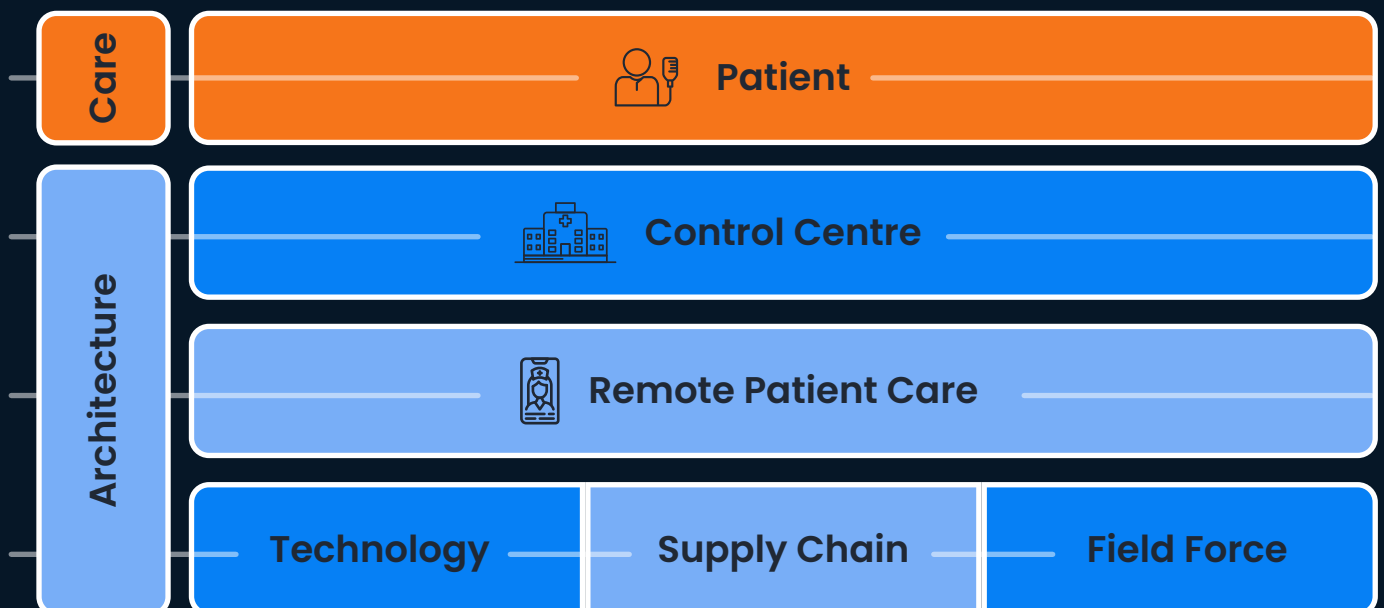 Care
Patient
Architecture
Control Centre
Remote Patient Care
Technology
Supply Chain
Field Force